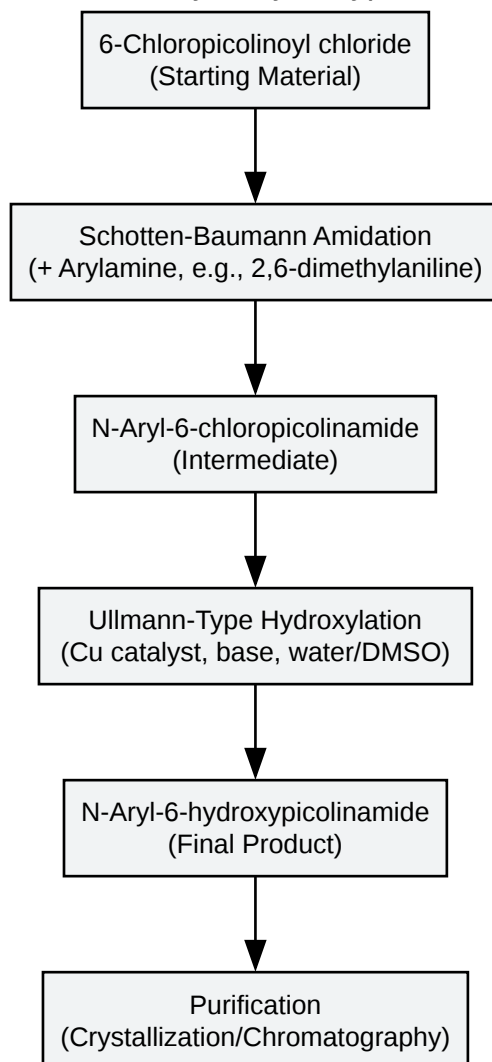 6-Chloropicolinoyl chloride
(Starting Material)
Schotten-Baumann Amidation
(+ Arylamine, e.g., 2,6-dimethylaniline)
N-Aryl-6-chloropicolinamide
(Intermediate)
Ullmann-Type Hydroxylation
(Cu catalyst, base, water/DMSO)
N-Aryl-6-hydroxypicolinamide
(Final Product)
Purification
(Crystallization/Chromatography)